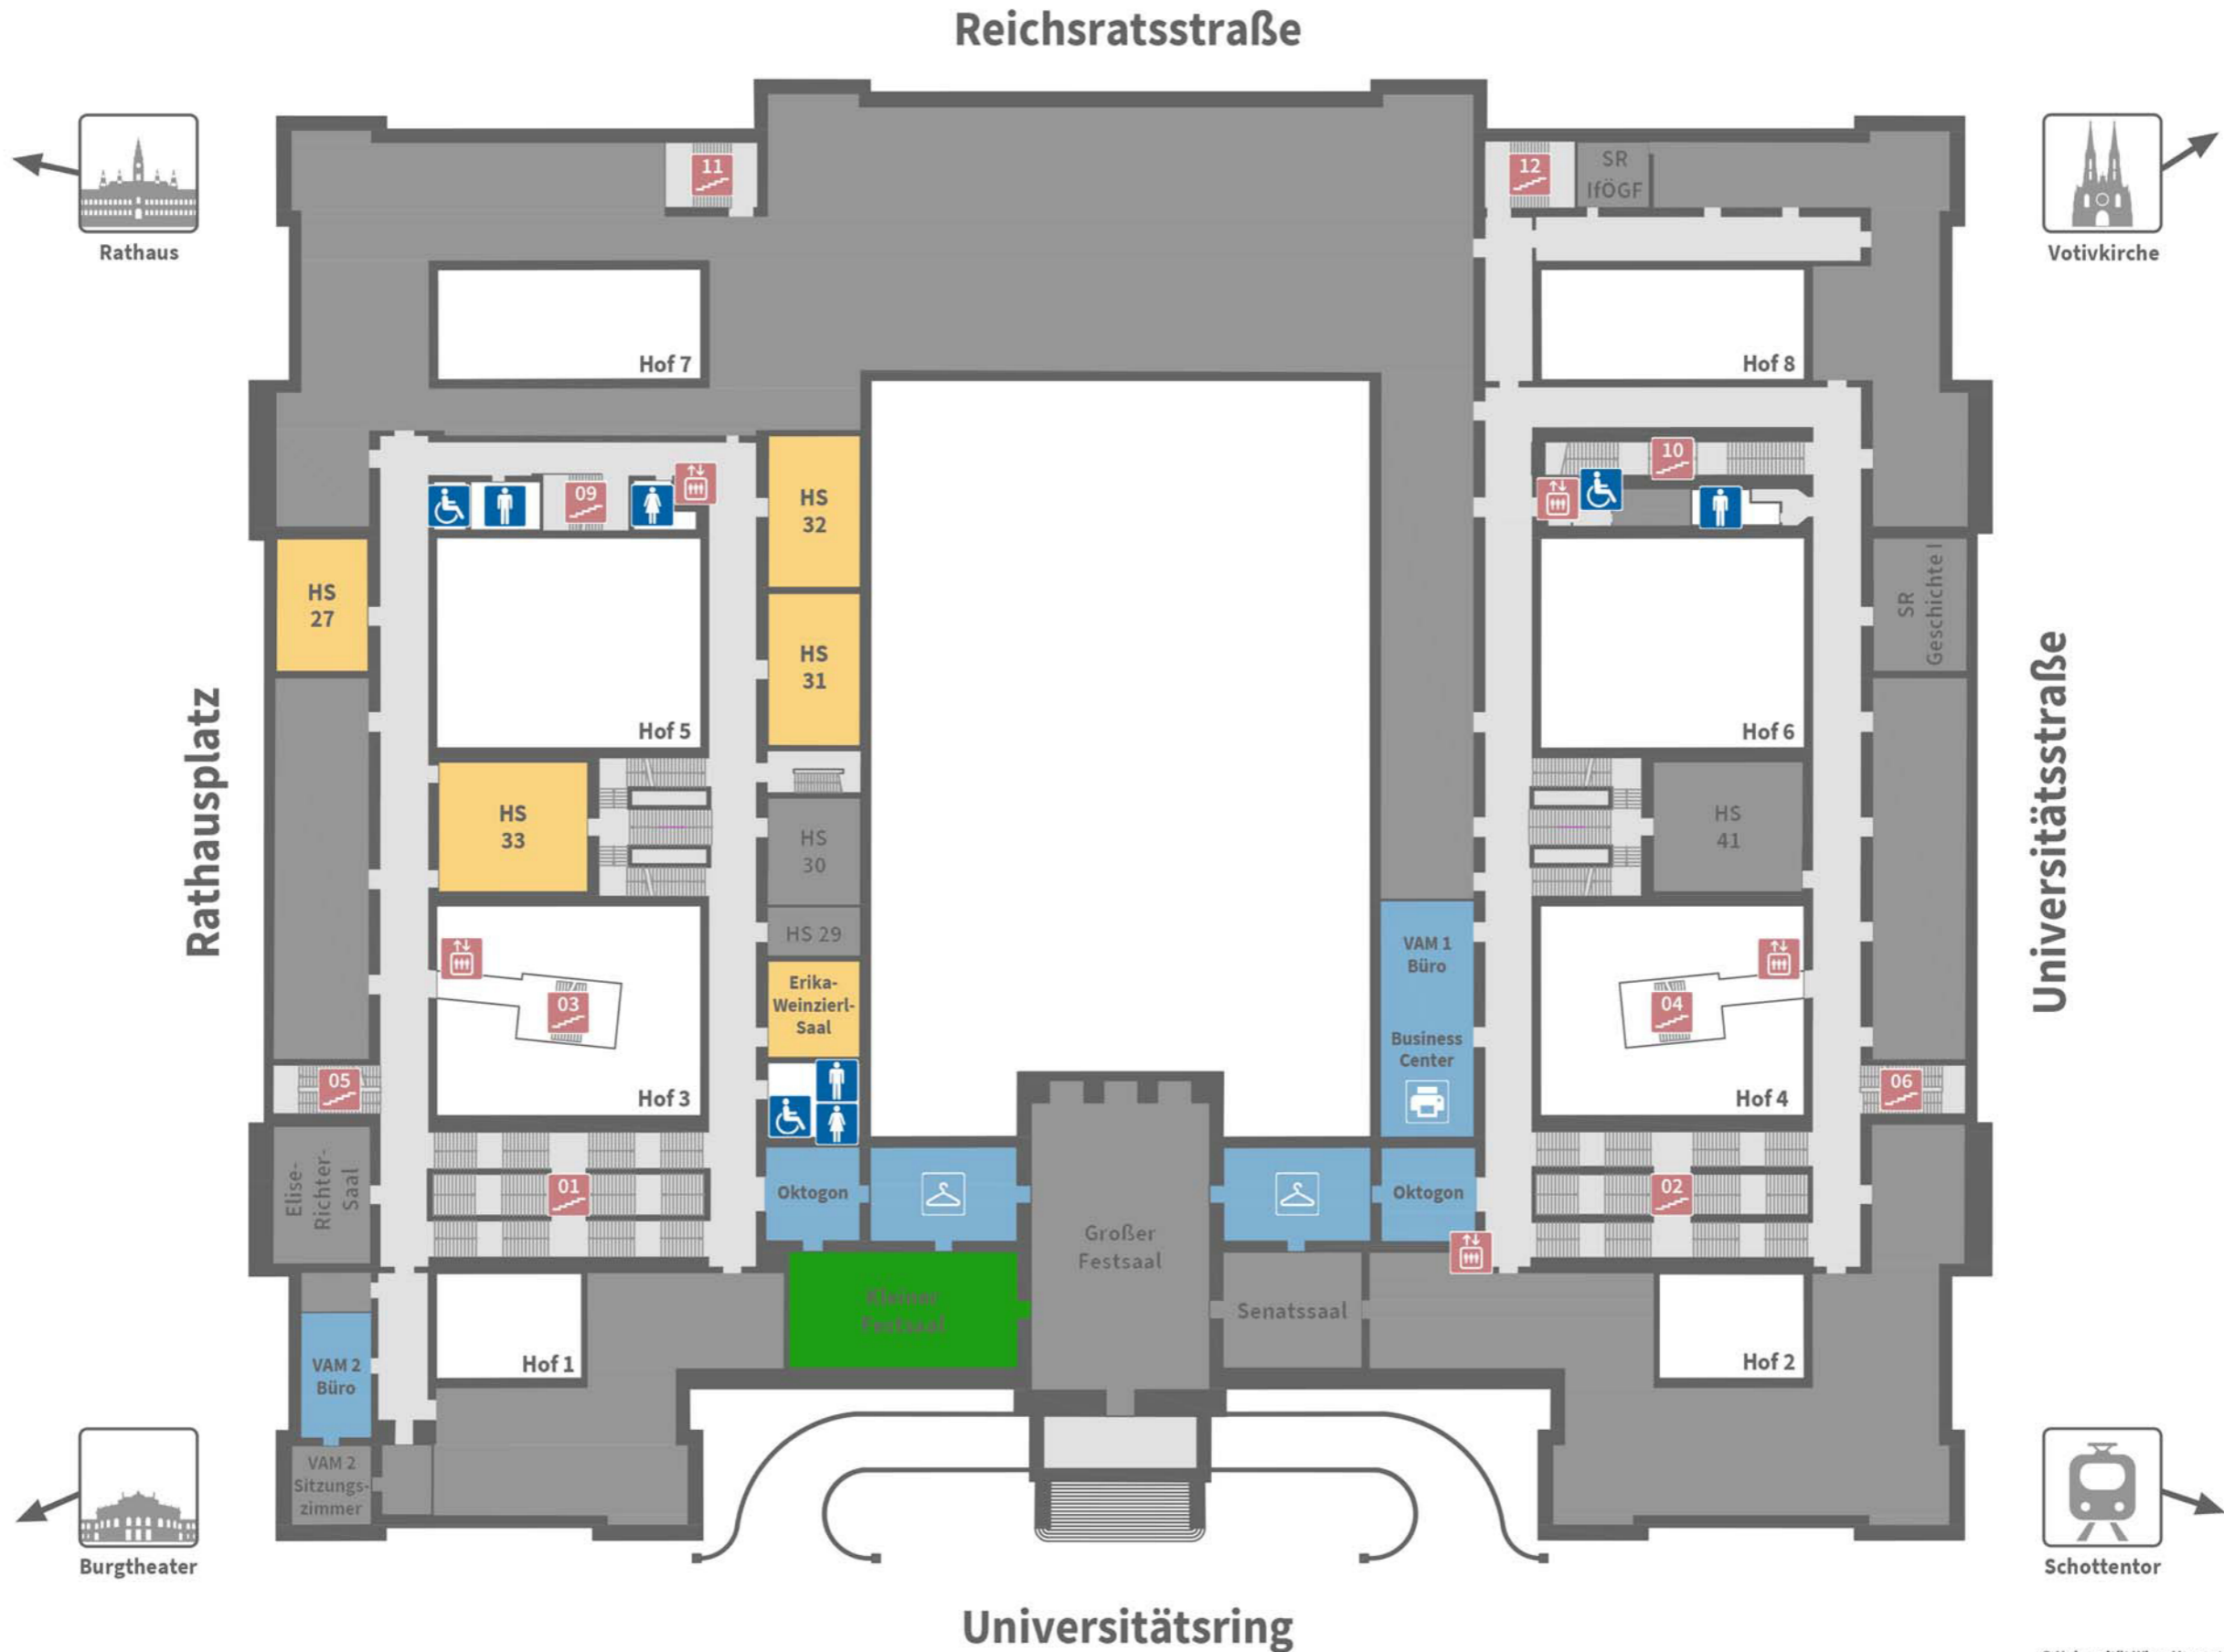 Reichsratsstraße
Rathaus
Votivkirche
11
12
SR
IfÖGF
Hof 7
Hof 8
09
10
HS
32
HS
27
SR
Geschichte I
HS
31
Hof 5
Hof 6
Rathausplatz
Universitätsstraße
HS
33
HS
30
HS
41
HS 29
VAM 1
Büro
Erika-
Weinzierl-
Saal
03
04
Business
Center
05
06
Hof 3
Hof 4
Elise-
Richter-
Saal
01
Oktogon
Oktogon
02
Großer
Festsaal
Kleiner
Festsaal
Senatssaal
Hof 1
Hof 2
VAM 2
Büro
VAM 2
Sitzungs-
zimmer
Burgtheater
Schottentor
Universitätsring